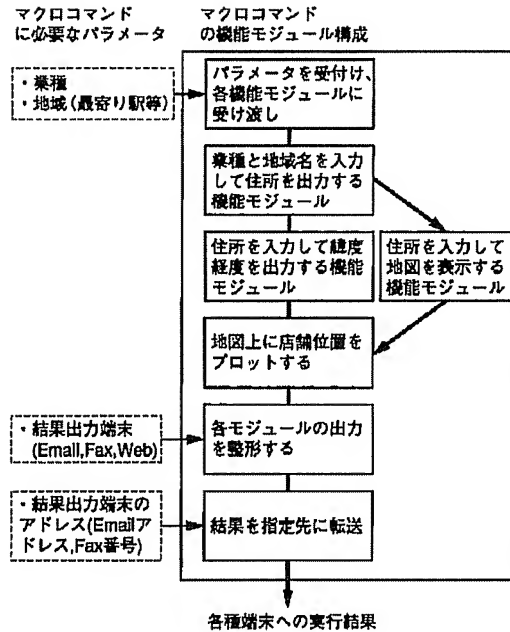 マクロコマンド
に必要なパラメータ
マクロコマンド
の機能モジュール構成
・業種
・地域(最寄り駅等)
パラメータを受付け、
各機能モジュールに
受け渡し
業種と地域名を入力
して住所を出力する
機能モジュール
住所を入力して緯度
経度を出力する機能
モジュール
住所を入力して
地図を表示する
機能モジュール
地図上に店舗位置を
プロットする
・結果出力端末
(Email,Fax,Web)
各モジュールの出力
を整形する
・結果出力端末の
アドレス(Emailア
ドレス,Fax番号)
結果を指定先に転送
各種端末への実行結果